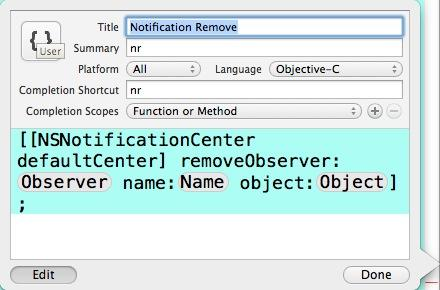 Title Notification Remove
{ } User
Summary nr
Platform All Language Objective-C
Completion Shortcut nr
Completion Scopes Function or Method
[[NSNotificationCenter
defaultCenter] removeObserver:
Observer name:Name object:Object]
;
Edit Done